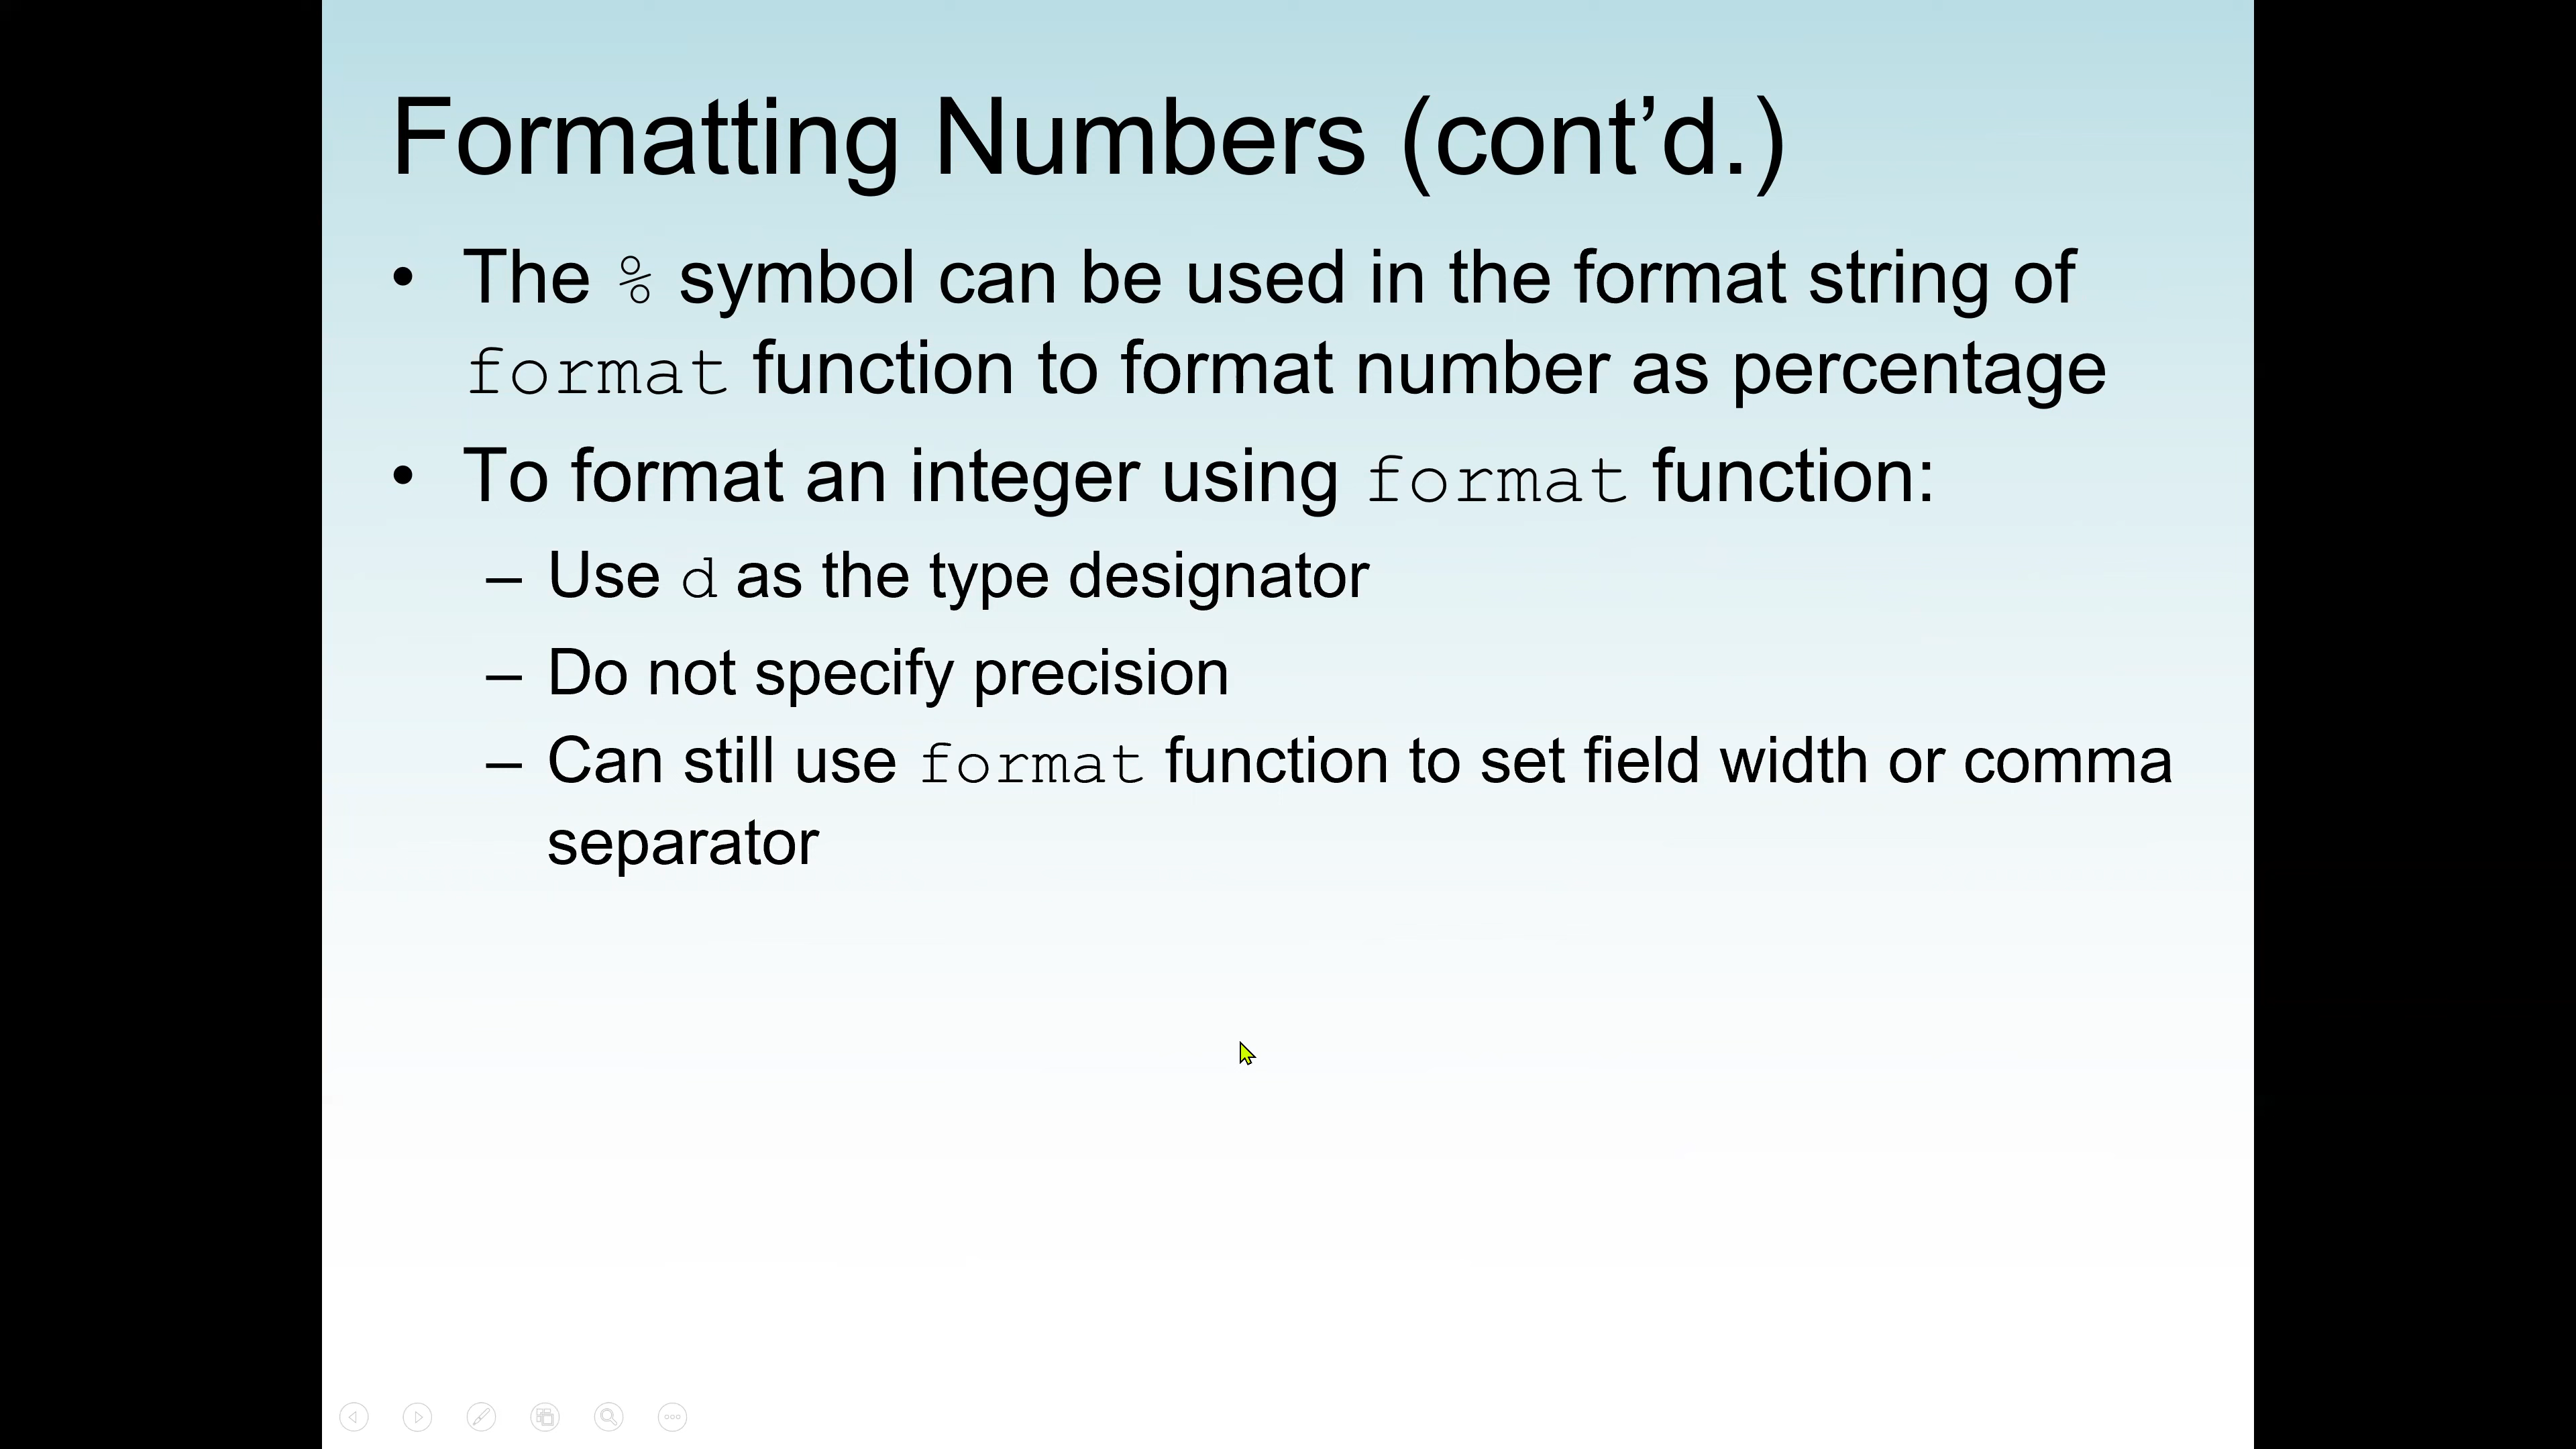 Formatting Numbers (cont’d.)
• The % symbol can be used in the format string of
format function to format number as percentage
• To format an integer using format function:
– Use d as the type designator
– Do not specify precision
– Can still use format function to set field width or comma
separator